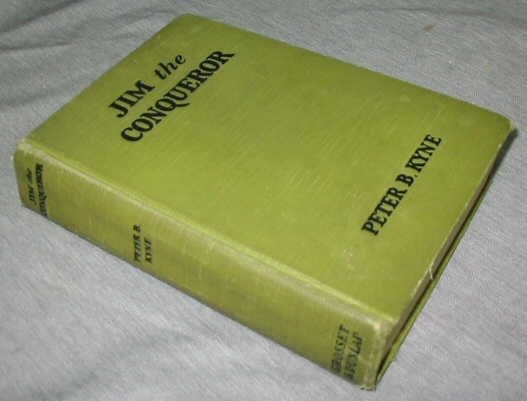 JIM the
CONQUEROR
PETER B. KYNE
JIM the
CONQUEROR
PETER B.
KYNE
GROSSET
& DUNLAP